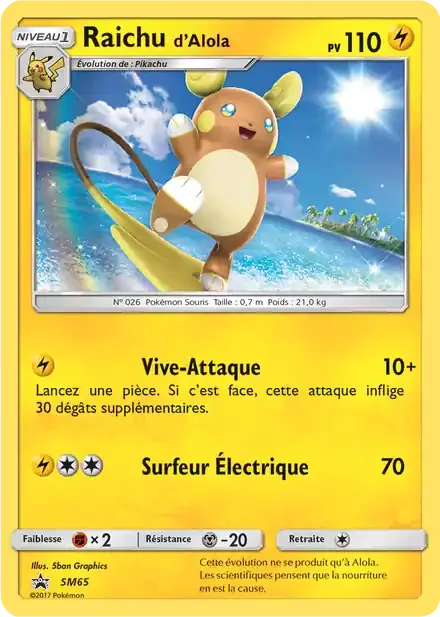 NIVEAU 1
Raichu d'Alola
PV 110
Évolution de : Pikachu
N° 026 Pokémon Souris Taille : 0,7 m Poids : 21,0 kg
Vive-Attaque 10+
Lancez une pièce. Si c'est face, cette attaque inflige
30 dégâts supplémentaires.
Surfeur Électrique 70
Faiblesse ×2 Résistance -20 Retraite
Illus. 5ban Graphics
SM65
©2017 Pokémon
Cette évolution ne se produit qu'à Alola.
Les scientifiques pensent que la nourriture
en est la cause.